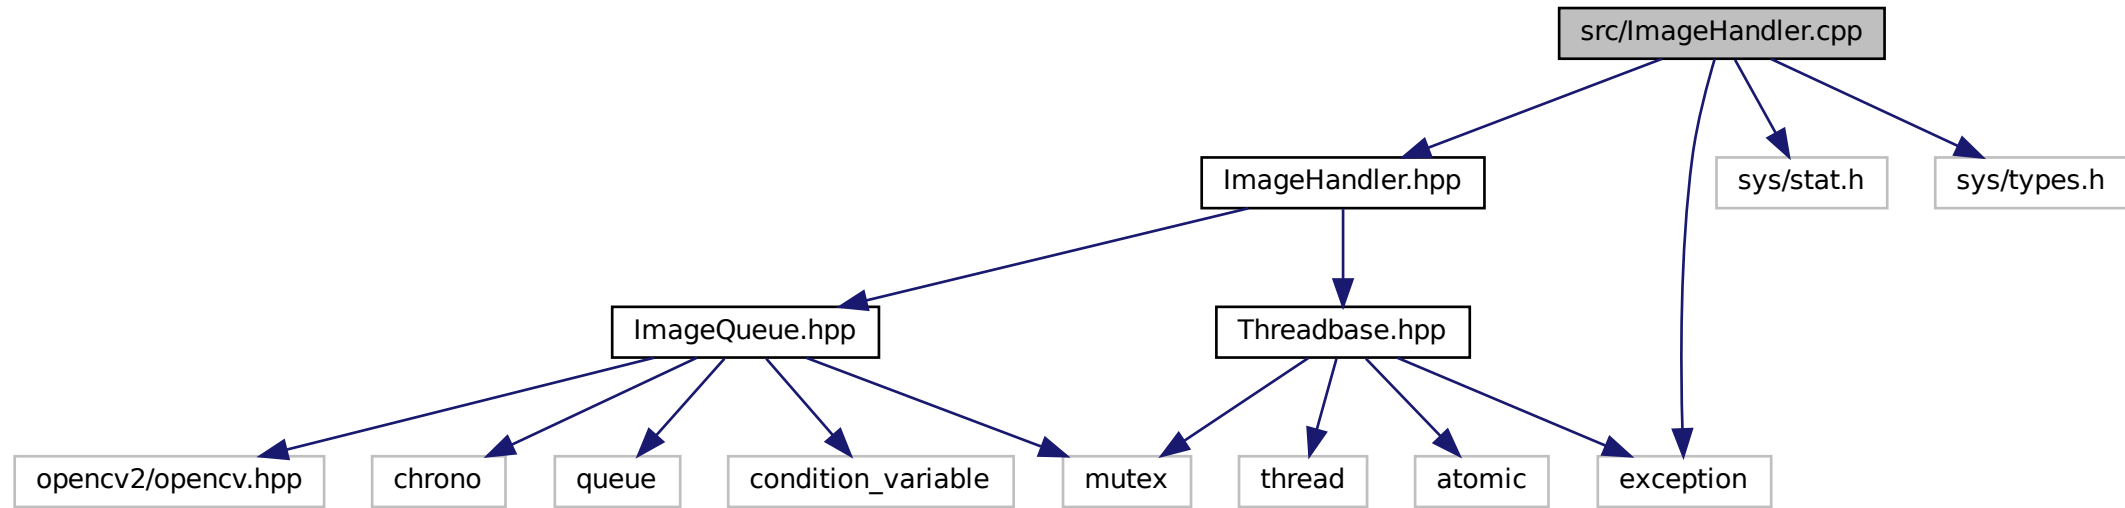 src/ImageHandler.cpp
ImageHandler.hpp
sys/stat.h
sys/types.h
ImageQueue.hpp
Threadbase.hpp
opencv2/opencv.hpp
chrono
queue
condition_variable
mutex
thread
atomic
exception